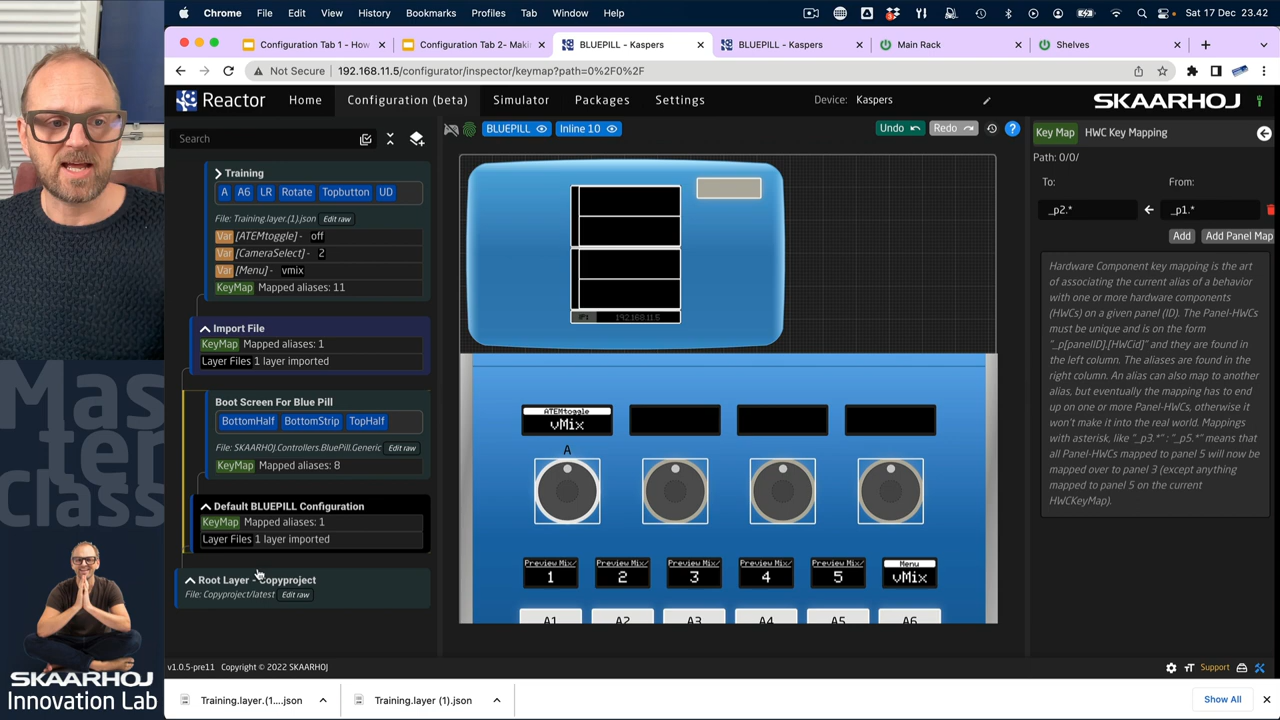 Chrome File Edit View History Bookmarks Profiles Tab Window Help Sat 17 Dec 23.42
Configuration Tab 1 - How
Configuration Tab 2- Maki
BLUEPILL - Kaspers
BLUEPILL - Kaspers
Main Rack
Shelves
Not Secure 192.168.11.5/configurator/inspector/keymap?path=0%2F0%2F
Reactor Home Configuration (beta) Simulator Packages Settings Device: Kaspers SKAARHOJ
Search
Training
A A6 LR Rotate Topbutton UD
File: Training.layer.(1).json Edit raw
Var [ATEMtoggle]- off
Var [CameraSelect]- 2
Var [Menu]- vmix
KeyMap Mapped aliases: 11
Import File
KeyMap Mapped aliases: 1
Layer Files 1 layer imported
Boot Screen For Blue Pill
BottomHalf BottomStrip TopHalf
File: SKAARHOJ.Controllers.BluePill.Generic Edit raw
KeyMap Mapped aliases: 8
Default BLUEPILL Configuration
KeyMap Mapped aliases: 1
Layer Files 1 layer imported
Root Layer - Copyproject
File: Copyproject/latest Edit raw
v1.0.5-pre11 Copyright © 2022 SKAARHOJ
BLUEPILL Inline 10 Undo Redo
192.168.11.5
ATEMtoggle
vMix
A
Preview Mix/ Preview Mix/ Preview Mix/ Preview Mix/ Preview Mix/ Menu
1 2 3 4 5 vMix
A1 A2 A3 A4 A5 A6
Key Map HWC Key Mapping
Path: 0/0/
To: From:
_p2.* _p1.*
Add Add Panel Map
Hardware Component key mapping is the art
of associating the current alias of a behavior
with one or more hardware components
(HWCs) on a given panel (ID). The Panel-HWCs
must be unique and is on the form
"_p[panelID].[HWCid]" and they are found in
the left column. The aliases are found in the
right column. An alias can also map to another
alias, but eventually the mapping has to end
up on one or more Panel-HWCs, otherwise it
won't make it into the real world. Mappings
with asterisk, like "_p3.*" : "_p5.*" means that
all Panel-HWCs mapped to panel 5 will now be
mapped over to panel 3 (except anything
mapped to panel 5 on the current
HWCKeyMap).
Support
Training.layer.(1....json
Training.layer (1).json
Show All
Master
Class
SKAARHOJ
Innovation Lab